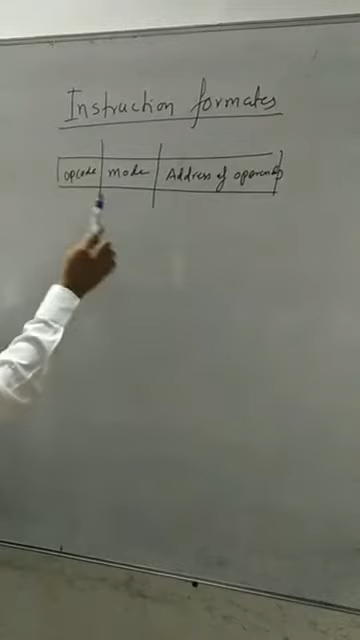 Instruction formates
opcode mode Address of operands